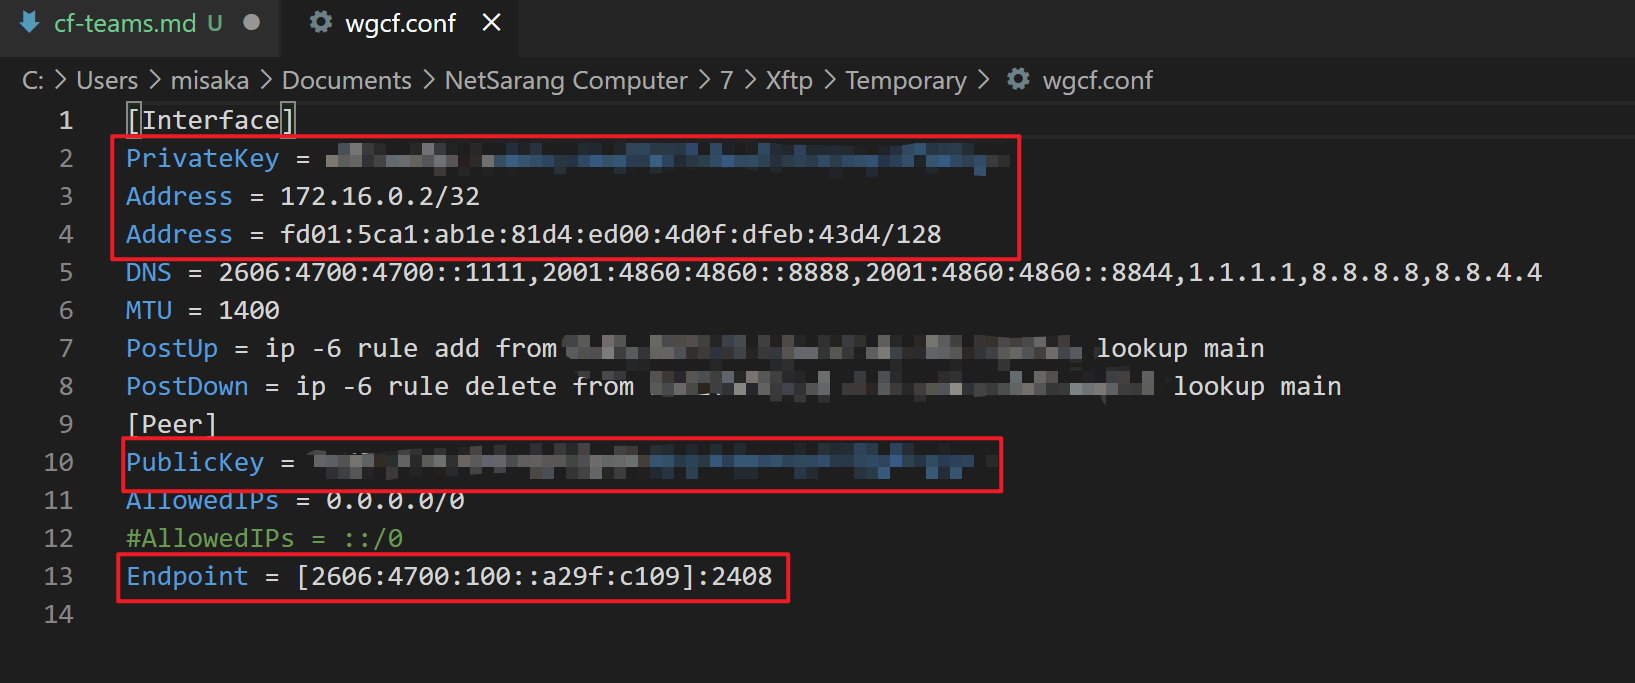 cf-teams.md U
wgcf.conf
C: > Users > misaka > Documents > NetSarang Computer > 7 > Xftp > Temporary > wgcf.conf
1 [Interface]
2 PrivateKey =
3 Address = 172.16.0.2/32
4 Address = fd01:5ca1:ab1e:81d4:ed00:4d0f:dfeb:43d4/128
5 DNS = 2606:4700:4700::1111,2001:4860:4860::8888,2001:4860:4860::8844,1.1.1.1,8.8.8.8,8.8.4.4
6 MTU = 1400
7 PostUp = ip -6 rule add from lookup main
8 PostDown = ip -6 rule delete from lookup main
9 [Peer]
10 PublicKey =
11 AllowedIPs = 0.0.0.0/0
12 #AllowedIPs = ::/0
13 Endpoint = [2606:4700:100::a29f:c109]:2408
14